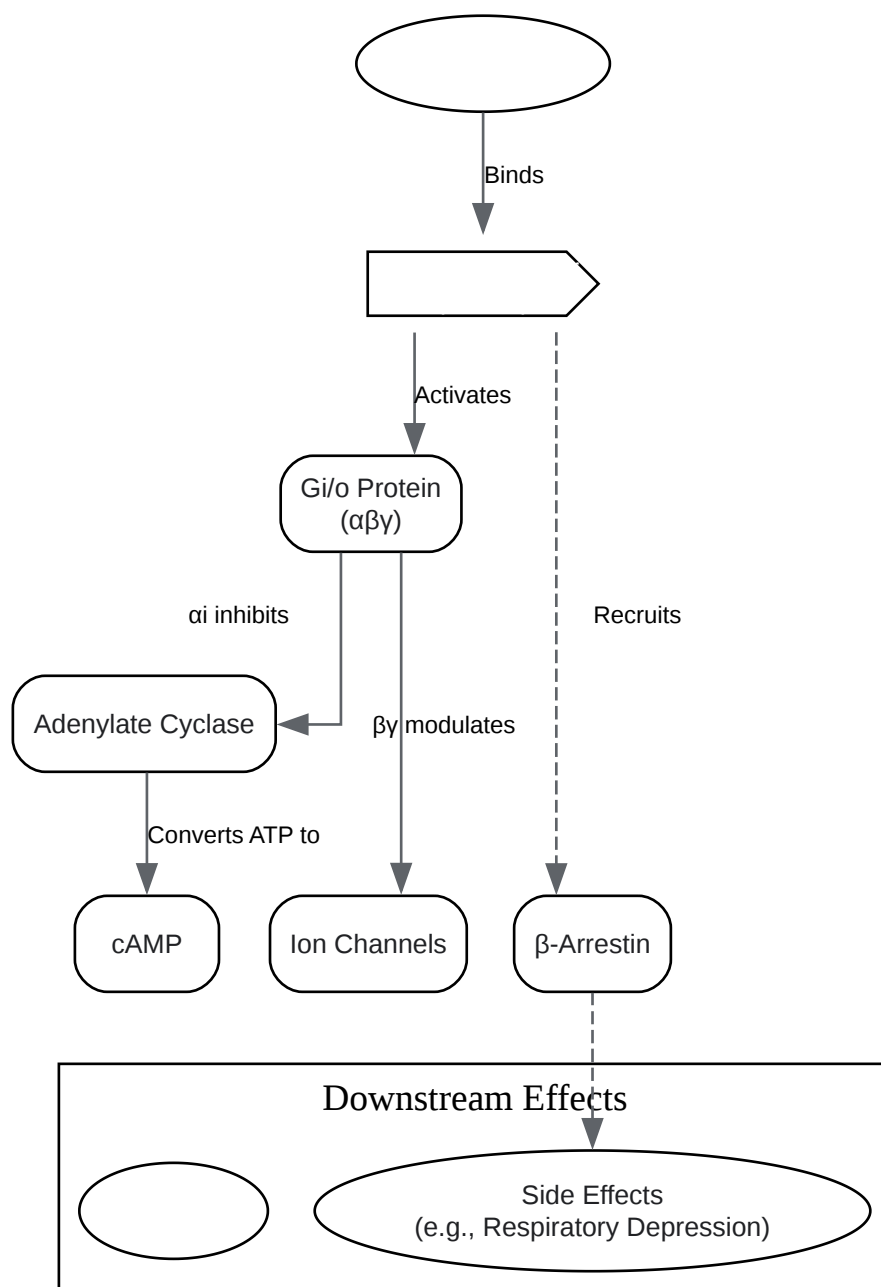 Binds
Activates
Gi/o Protein
(αβγ)
αi inhibits
Recruits
Adenylate Cyclase
βγ modulates
Converts ATP to
cAMP
Ion Channels
β-Arrestin
Downstream Effects
Side Effects
(e.g., Respiratory Depression)